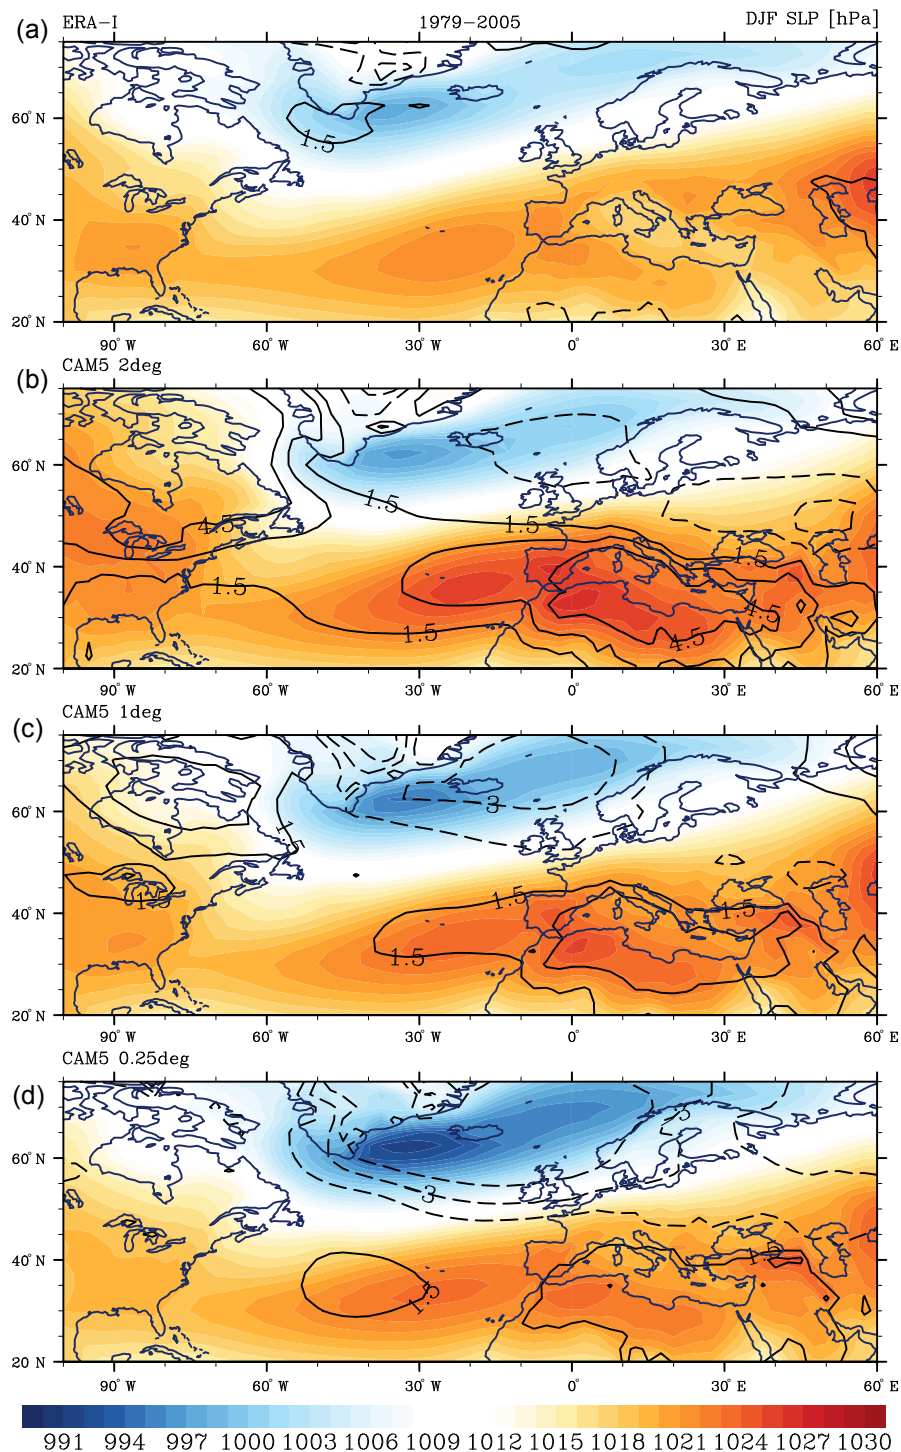 (a) ERA-I 1979-2005 DJF SLP [hPa]
60° N
1.5
40° N
20° N
90° W 60° W 30° W 0° 30° E 60° E
CAM5 2deg
(b)
60° N
1.5
4.5 1.5
1.5
40° N
1.5
4.5
1.5 4.5
20° N
90° W 60° W 30° W 0° 30° E 60° E
CAM5 1deg
(c)
60° N 3
1.5
1.5 1.5 1.5
40° N
1.5
20° N
90° W 60° W 30° W 0° 30° E 60° E
CAM5 0.25deg
(d)
60° N
3
40° N 1.5
1.5
20° N
90° W 60° W 30° W 0° 30° E 60° E
991 994 997 1000 1003 1006 1009 1012 1015 1018 1021 1024 1027 1030